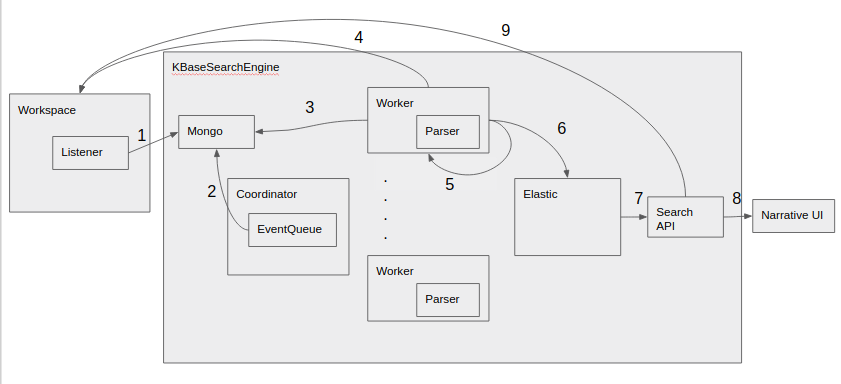 9
4
KBaseSearchEngine
Workspace
Listener
1
Mongo
3
Worker
Parser
6
5
2
Coordinator
EventQueue
Elastic
7
Search
API
8
Narrative UI
Worker
Parser